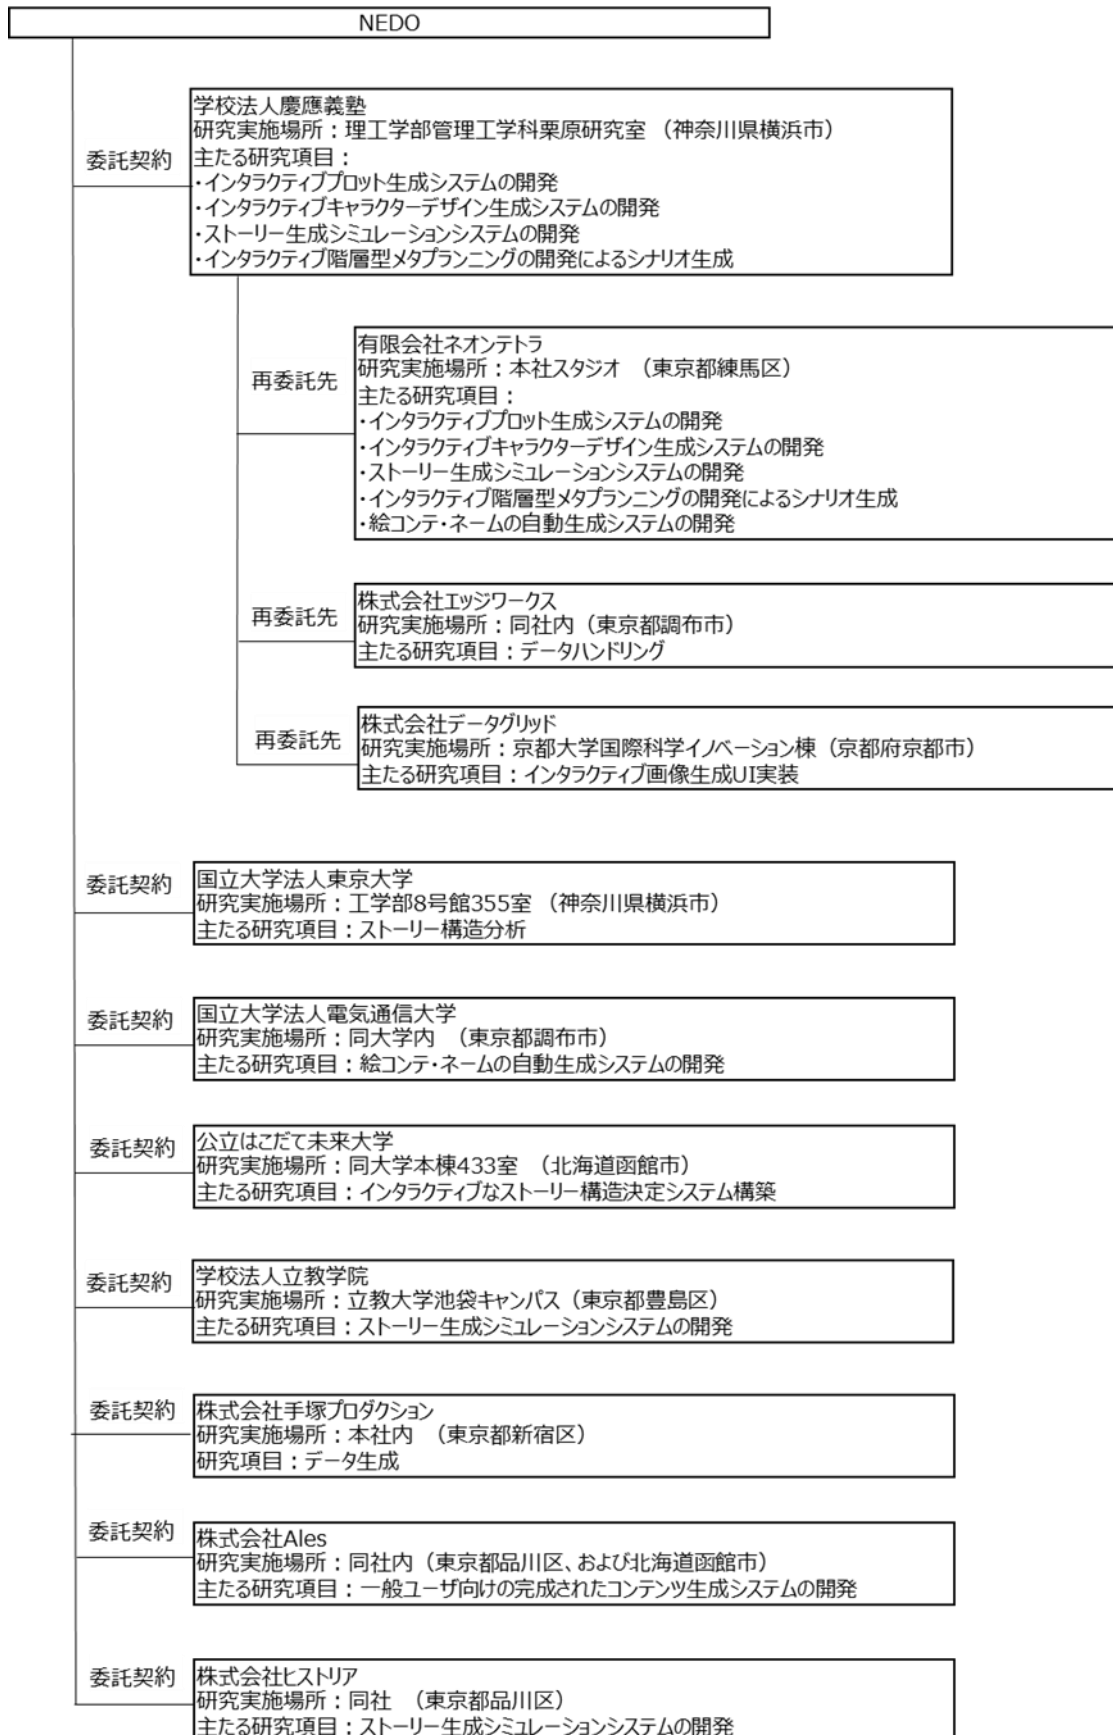 NEDO
委託契約
学校法人慶應義塾
研究実施場所：理工学部管理工学科栗原研究室　（神奈川県横浜市）
主たる研究項目：
・インタラクティブプロット生成システムの開発
・インタラクティブキャラクターデザイン生成システムの開発
・ストーリー生成シミュレーションシステムの開発
・インタラクティブ階層型メタプランニングの開発によるシナリオ生成
再委託先
有限会社ネオンテトラ
研究実施場所：本社スタジオ　（東京都練馬区）
主たる研究項目：
・インタラクティブプロット生成システムの開発
・インタラクティブキャラクターデザイン生成システムの開発
・ストーリー生成シミュレーションシステムの開発
・インタラクティブ階層型メタプランニングの開発によるシナリオ生成
・絵コンテ・ネームの自動生成システムの開発
再委託先
株式会社エッジワークス
研究実施場所：同社内（東京都調布市）
主たる研究項目：データハンドリング
再委託先
株式会社データグリッド
研究実施場所：京都大学国際科学イノベーション棟（京都府京都市）
主たる研究項目：インタラクティブ画像生成UI実装
委託契約
国立大学法人東京大学
研究実施場所：工学部8号館355室　（神奈川県横浜市）
主たる研究項目：ストーリー構造分析
委託契約
国立大学法人電気通信大学
研究実施場所：同大学内　（東京都調布市）
主たる研究項目：絵コンテ・ネームの自動生成システムの開発
委託契約
公立はこだて未来大学
研究実施場所：同大学本棟433室　（北海道函館市）
主たる研究項目：インタラクティブなストーリー構造決定システム構築
委託契約
学校法人立教学院
研究実施場所：立教大学池袋キャンパス（東京都豊島区）
主たる研究項目：ストーリー生成シミュレーションシステムの開発
委託契約
株式会社手塚プロダクション
研究実施場所：本社内　（東京都新宿区）
研究項目：データ生成
委託契約
株式会社Ales
研究実施場所：同社内（東京都品川区、および北海道函館市）
主たる研究項目：一般ユーザ向けの完成されたコンテンツ生成システムの開発
委託契約
株式会社ヒストリア
研究実施場所：同社　（東京都品川区）
主たる研究項目：ストーリー生成シミュレーションシステムの開発